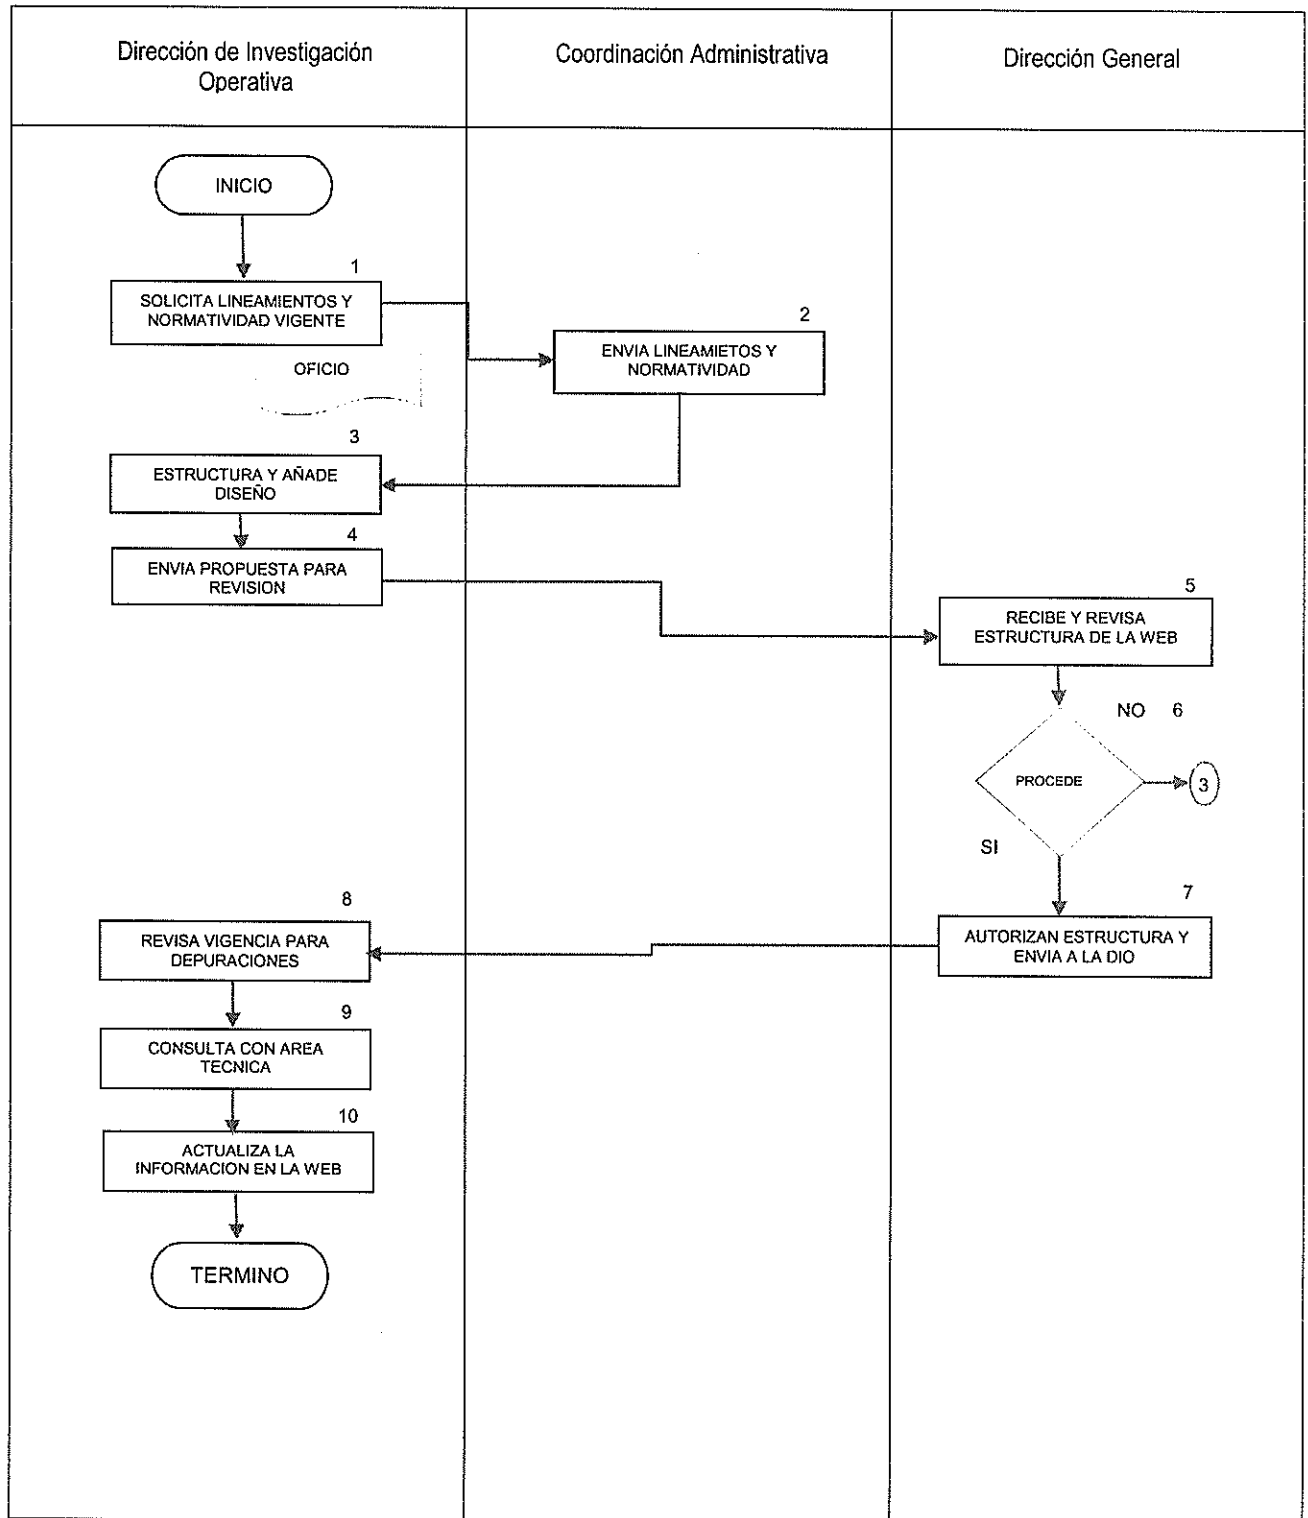 Dirección de Investigación
Operativa
Coordinación Administrativa
Dirección General
INICIO
1
SOLICITA LINEAMIENTOS Y
NORMATIVIDAD VIGENTE
OFICIO
2
ENVIA LINEAMIETOS Y
NORMATIVIDAD
3
ESTRUCTURA Y AÑADE
DISEÑO
4
ENVIA PROPUESTA PARA
REVISION
5
RECIBE Y REVISA
ESTRUCTURA DE LA WEB
NO 6
PROCEDE
3
SI
7
AUTORIZAN ESTRUCTURA Y
ENVIA A LA DIO
8
REVISA VIGENCIA PARA
DEPURACIONES
9
CONSULTA CON AREA
TECNICA
10
ACTUALIZA LA
INFORMACION EN LA WEB
TERMINO